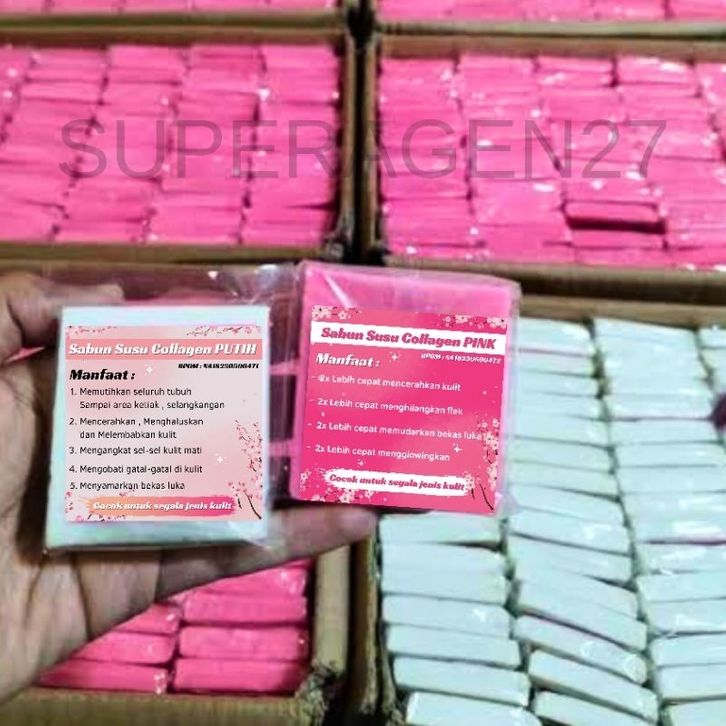 SUPERAGEN27
Sabun Susu Collagen PUTIH
Manfaat :
1. Memutihkan seluruh tubuh
Sampai area ketiak , selangkangan
2. Mencerahkan , Menghaluskan
dan Melembabkan kulit
3. Mengangkat sel-sel kulit mati
4. Mengobati gatal-gatal di kulit
5. Menyamarkan bekas luka
Cocok untuk segala jenis kulit
Sabun Susu Collagen PINK
Manfaat :
- 2x Lebih cepat mencerahkan kulit
- 2x Lebih cepat menghilangkan flek
- 2x Lebih cepat memudarkan bekas luka
- 2x Lebih cepat mengglowingkan
Cocok untuk segala jenis kulit